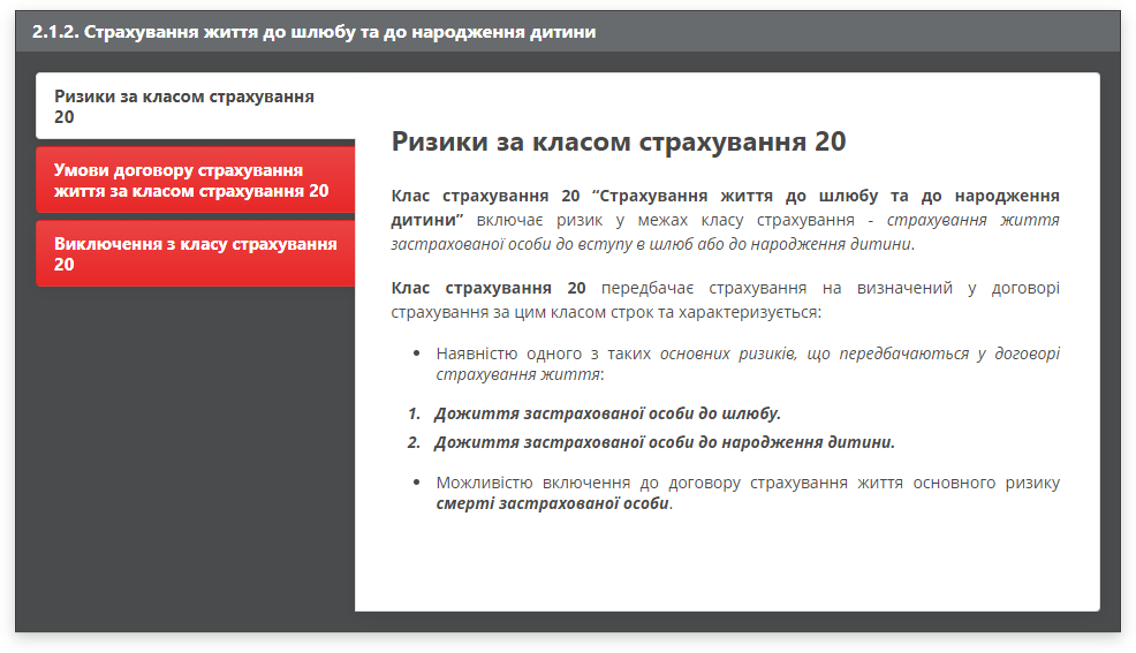 2.1.2. Страхування життя до шлюбу та до народження дитини
Ризики за класом страхування
20
Умови договору страхування
життя за класом страхування 20
Виключення з класу страхування
20
Ризики за класом страхування 20
Клас страхування 20 “Страхування життя до шлюбу та до народження
дитини” включає ризик у межах класу страхування - страхування життя
застрахованої особи до вступу в шлюб або до народження дитини.
Клас страхування 20 передбачає страхування на визначений у договорі
страхування за цим класом строк та характеризується:
• Наявністю одного з таких основних ризиків, що передбачаються у договорі
страхування життя:
1. Дожиття застрахованої особи до шлюбу.
2. Дожиття застрахованої особи до народження дитини.
• Можливістю включення до договору страхування життя основного ризику
смерті застрахованої особи.